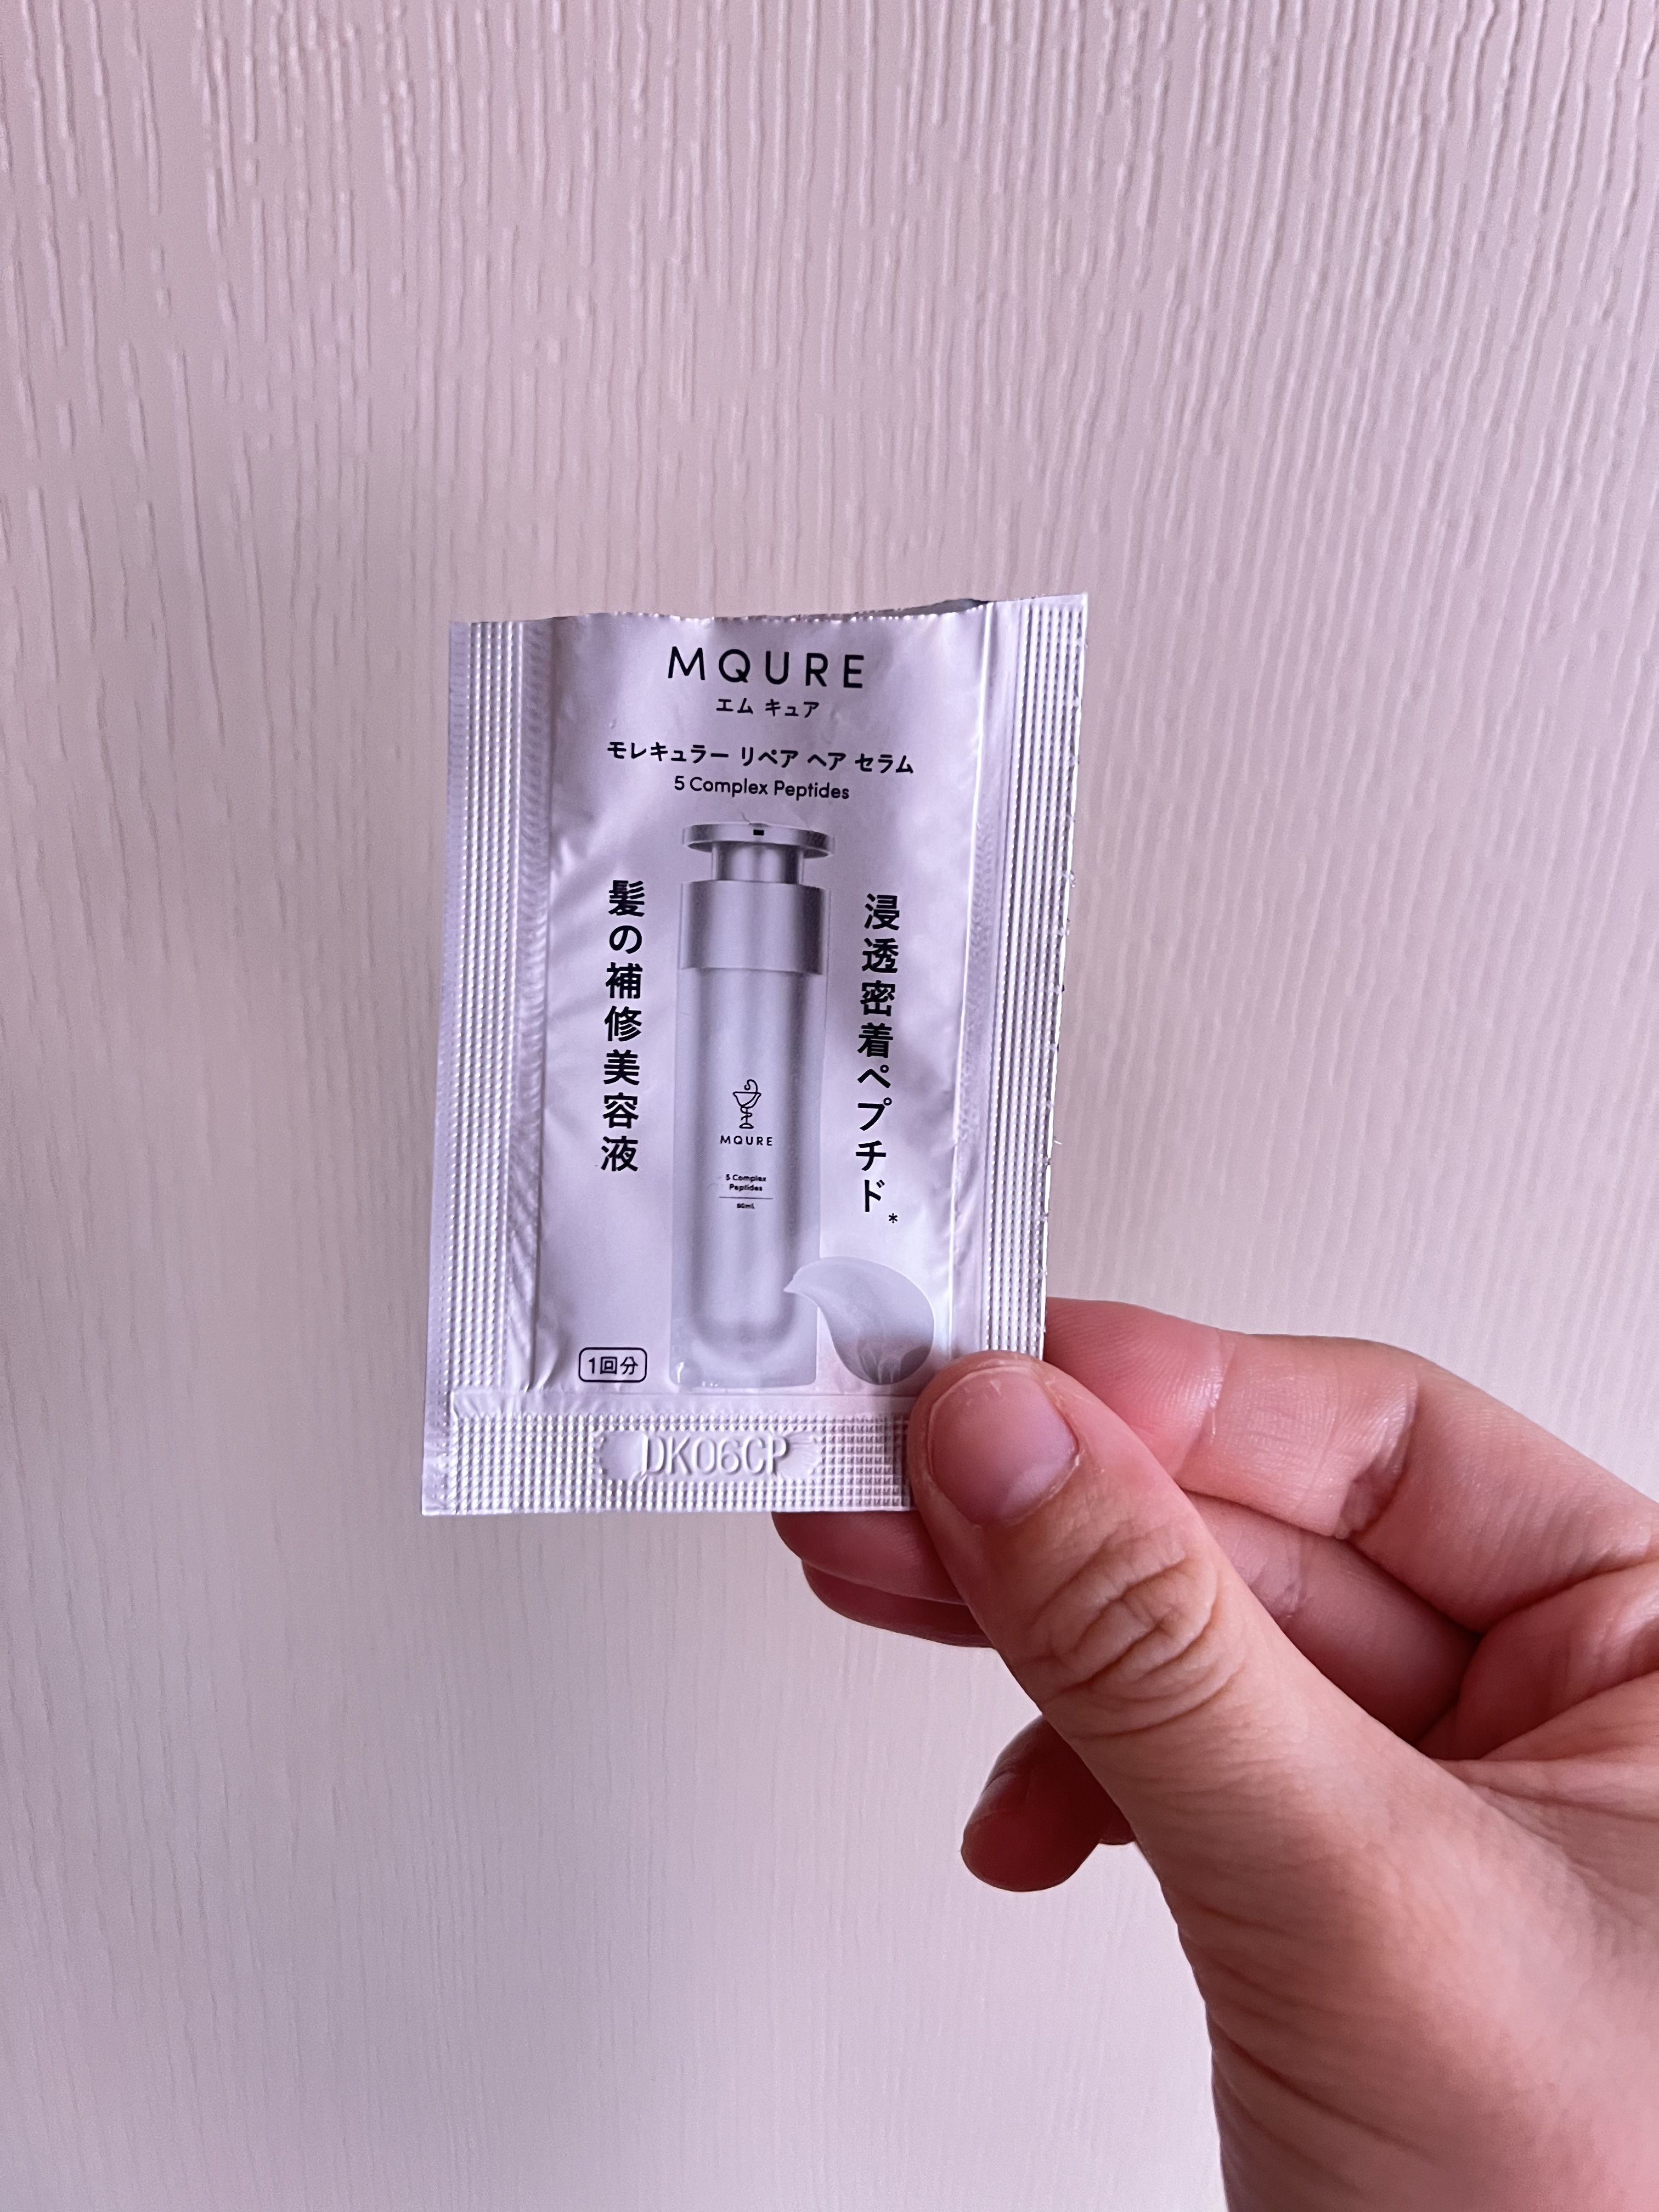 MQURE
エム キュア
モレキュラー リペア ヘア セラム
5 Complex Peptides
浸透密着ペプチド*
髪の補修美容液
MQURE
5 Complex
Peptides
50mL
1回分
DK06CP